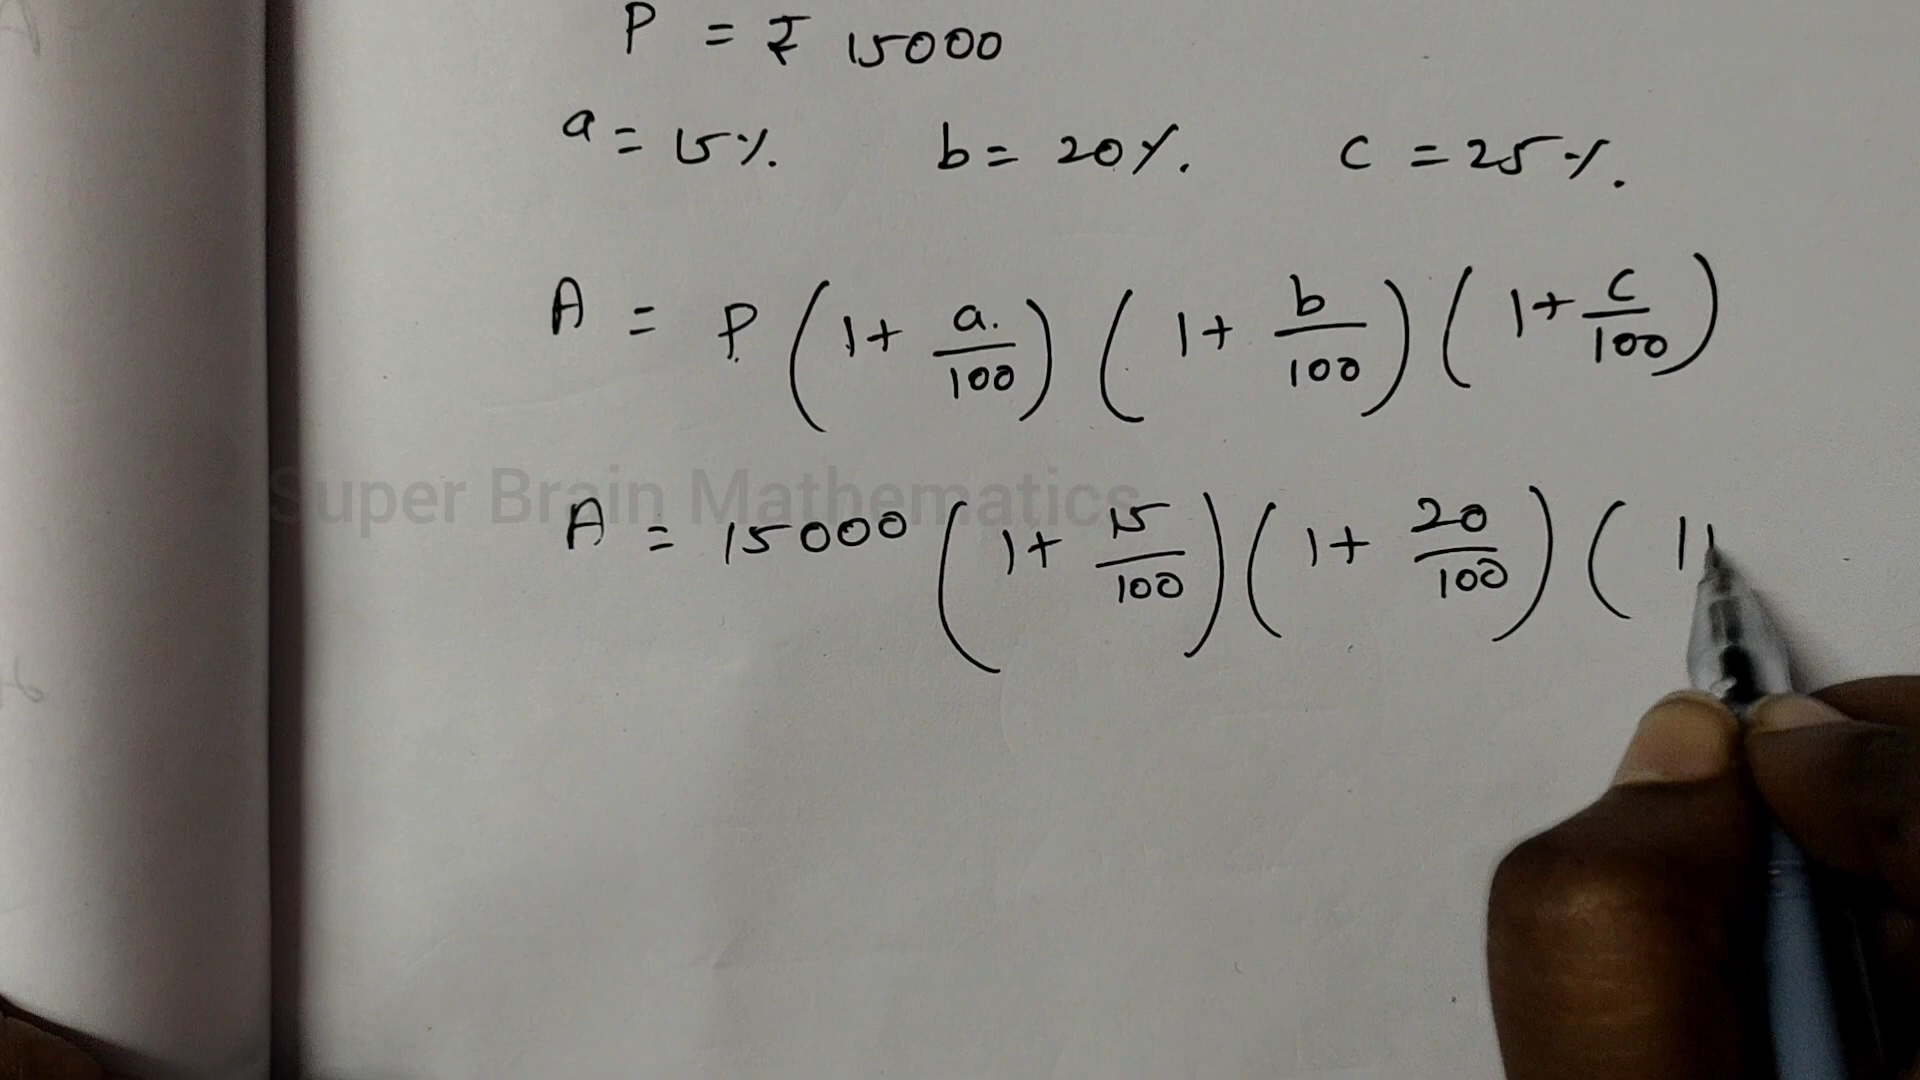 P = ₹ 15000
a = 15%. b = 20%. c = 25%.
A = P (1 + a/100) (1 + b/100) (1 + c/100)
Super Brain Mathematics
A = 15000 (1 + 15/100) (1 + 20/100) ( 1